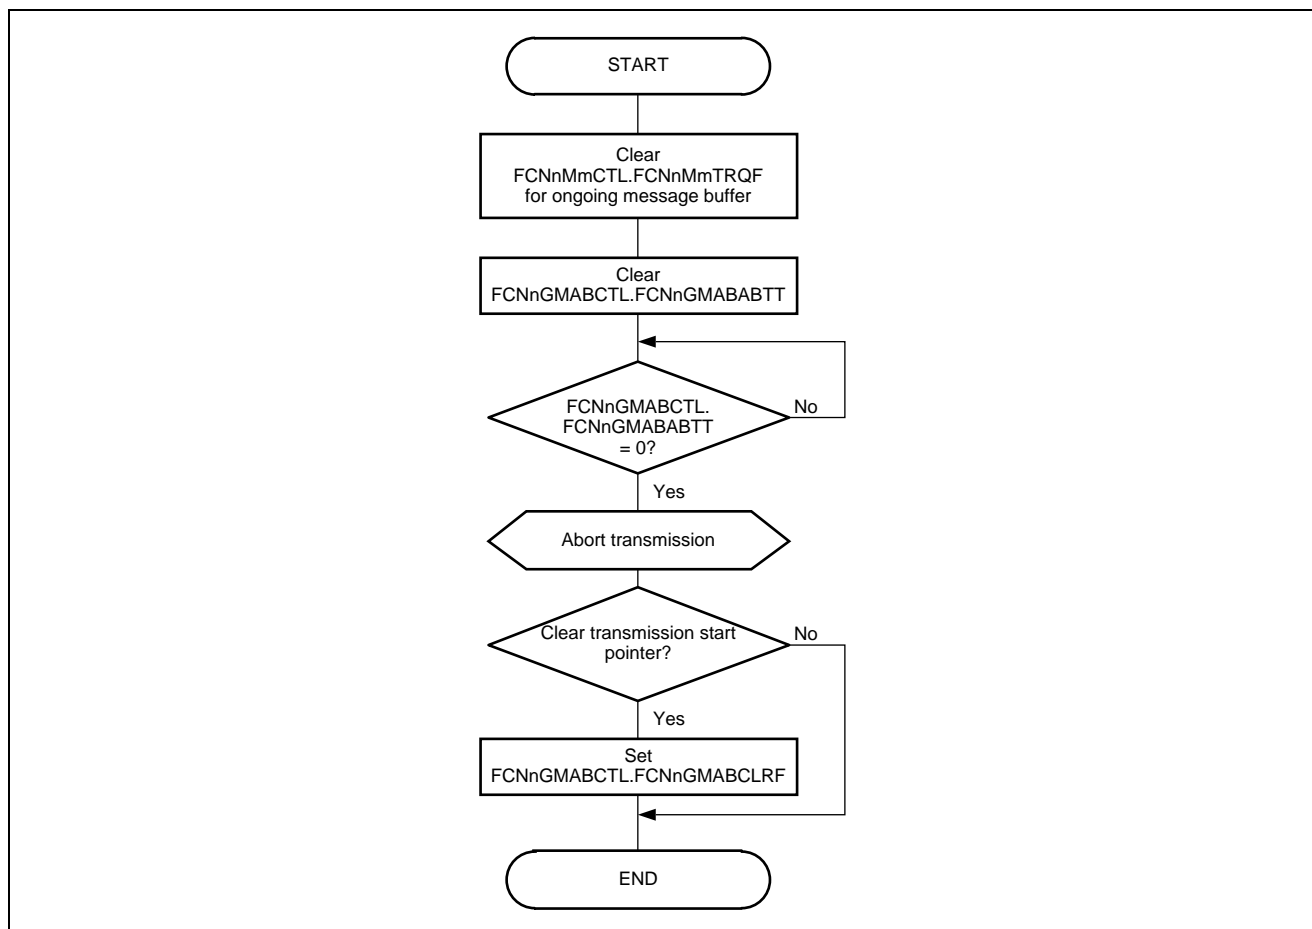 START
Clear
FCNnMmCTL.FCNnMmTRQF
for ongoing message buffer
Clear
FCNnGMABCTL.FCNnGMABABTT
FCNnGMABCTL.
FCNnGMABABTT
= 0?
No
Yes
Abort transmission
Clear transmission start
pointer?
No
Yes
Set
FCNnGMABCTL.FCNnGMABCLRF
END